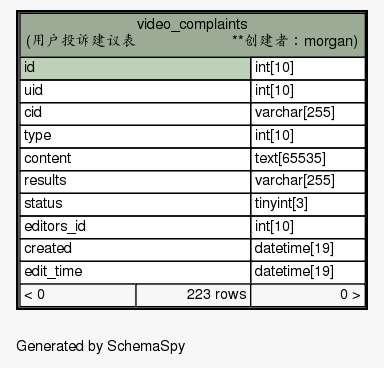 video_complaints
(用户投诉建议表 **创建者：morgan)
id int[10]
uid int[10]
cid varchar[255]
type int[10]
content text[65535]
results varchar[255]
status tinyint[3]
editors_id int[10]
created datetime[19]
edit_time datetime[19]
< 0 223 rows 0 >
Generated by SchemaSpy